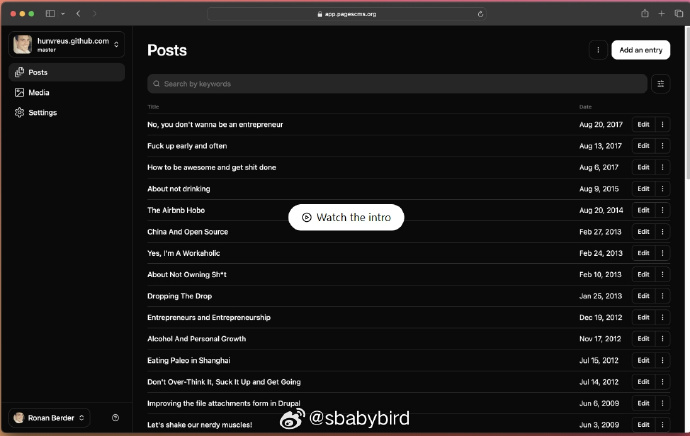 app.pagescms.org
hunvreus.github.com
master
Posts
Media
Settings
Posts
Add an entry
Search by keywords
Title Date
No, you don't wanna be an entrepreneur Aug 20, 2017 Edit
Fuck up early and often Aug 13, 2017 Edit
How to be awesome and get shit done Aug 6, 2017 Edit
About not drinking Aug 9, 2015 Edit
The Airbnb Hobo Aug 20, 2014 Edit
Watch the intro
China And Open Source Feb 27, 2013 Edit
Yes, I'm A Workaholic Feb 24, 2013 Edit
About Not Owning Sh*t Feb 10, 2013 Edit
Dropping The Drop Jan 25, 2013 Edit
Entrepreneurs and Entrepreneurship Dec 19, 2012 Edit
Alcohol And Personal Growth Nov 17, 2012 Edit
Eating Paleo in Shanghai Jul 15, 2012 Edit
Don't Over-Think It, Suck It Up and Get Going Jul 14, 2012 Edit
Improving the file attachments form in Drupal Jun 6, 2009 Edit
Let's shake our nerdy muscles! Jun 3, 2009 Edit
Ronan Berder
@sbabybird